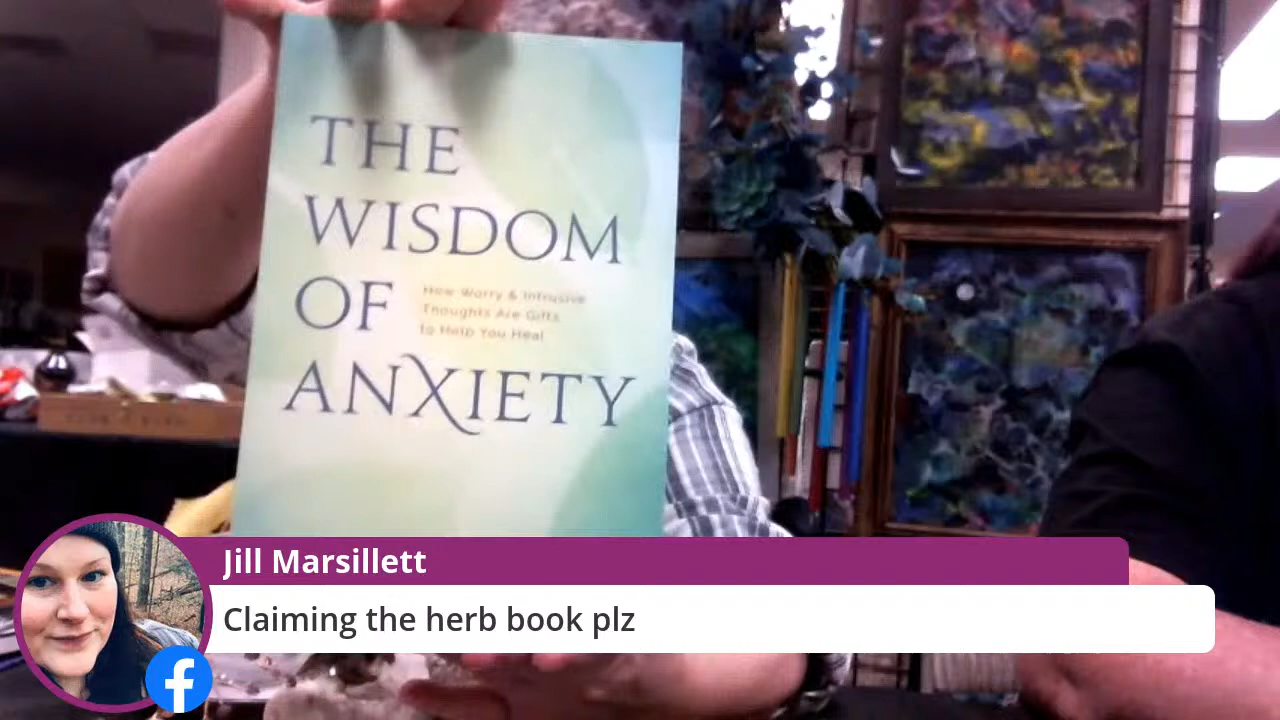 THE
WISDOM
OF
How Worry & Intrusive
Thoughts Are Gifts
to Help You Heal
ANXIETY
Jill Marsillett
Claiming the herb book plz